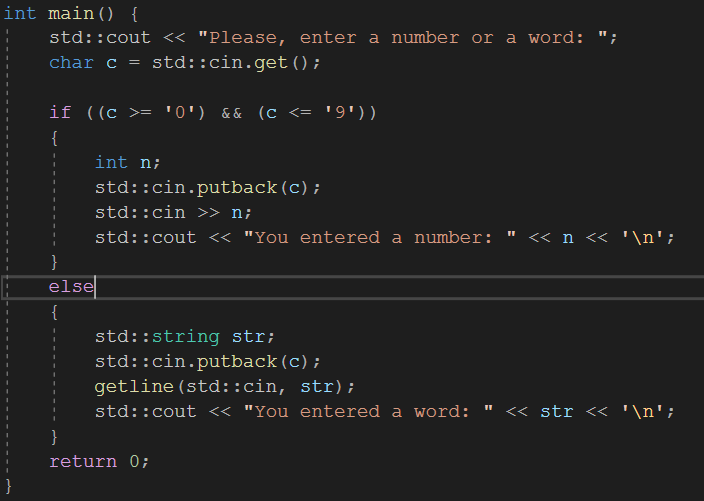 int main() {
    std::cout << "Please, enter a number or a word: ";
    char c = std::cin.get();

    if ((c >= '0') && (c <= '9'))
    {
        int n;
        std::cin.putback(c);
        std::cin >> n;
        std::cout << "You entered a number: " << n << '\n';
    }
    else
    {
        std::string str;
        std::cin.putback(c);
        getline(std::cin, str);
        std::cout << "You entered a word: " << str << '\n';
    }
    return 0;
}